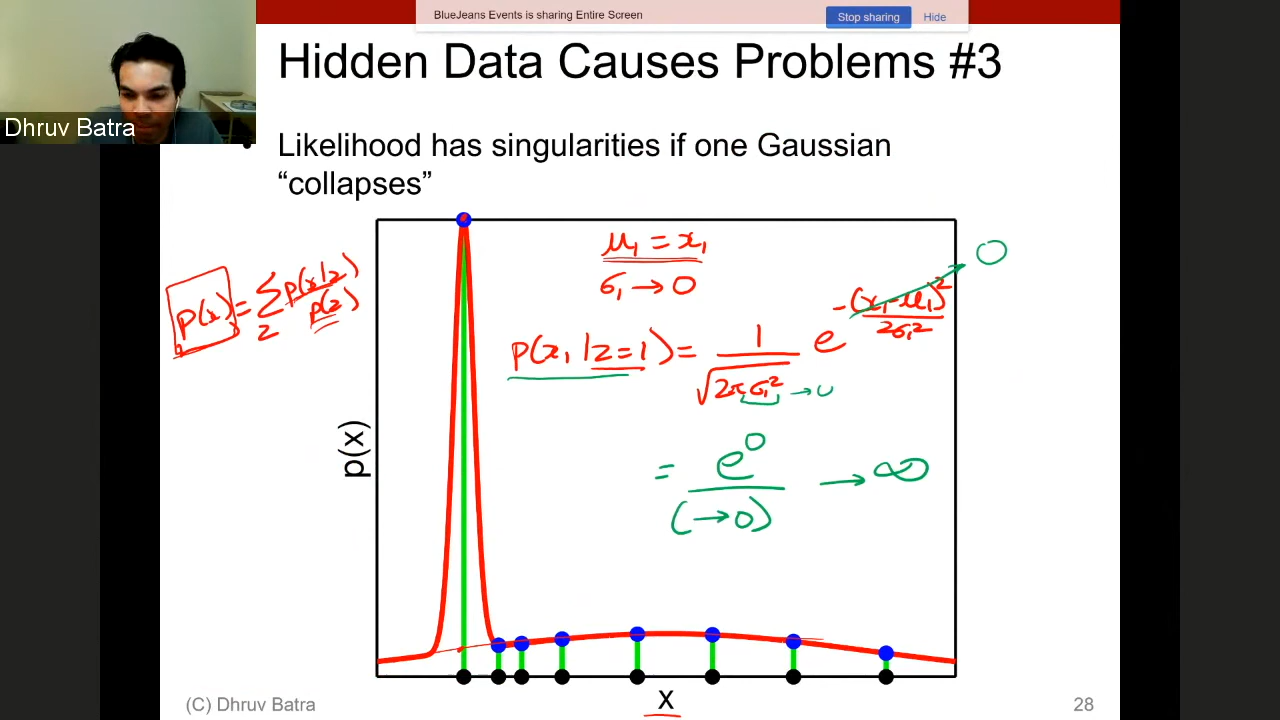 BlueJeans Events is sharing Entire Screen
Stop sharing
Hide
Hidden Data Causes Problems #3
Dhruv Batra
• Likelihood has singularities if one Gaussian
“collapses”
μ₁ = x₁
σ₁ → 0
0
p(x) = Σ_z p(x|z) p(z)
p(x₁|z=1) = 1/√(2πσ₁²) e^(-(x₁-μ₁)²/2σ₁²)
→ 0
= e⁰/(→0) → ∞
p(x)
x
(C) Dhruv Batra
28